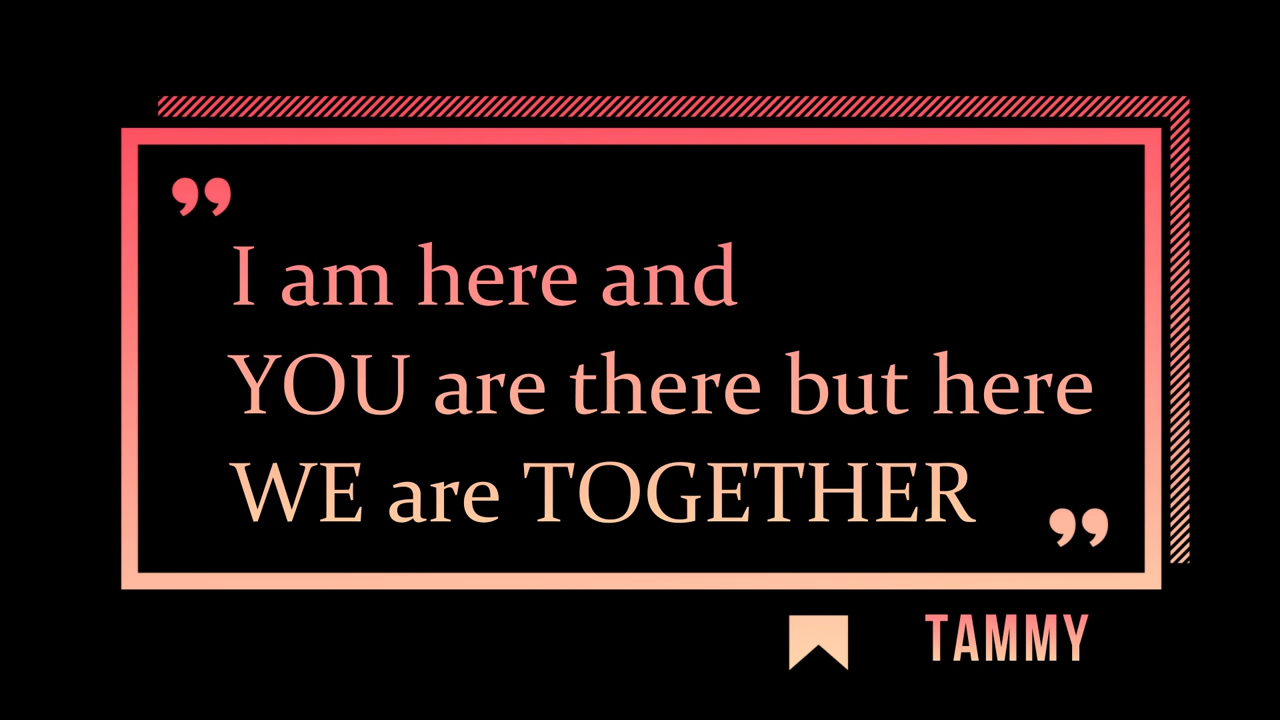 ”
I am here and
YOU are there but here
WE are TOGETHER
”
TAMMY